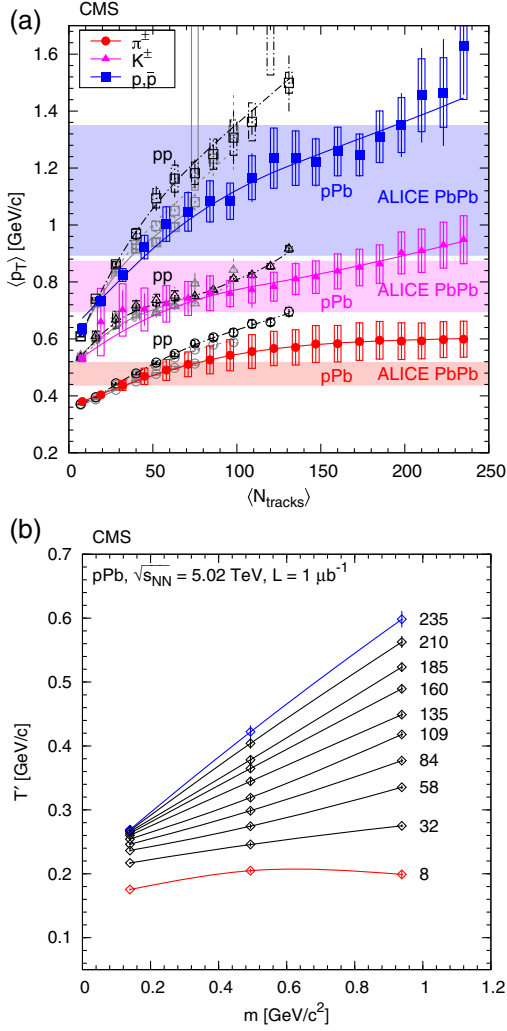 (a)
CMS
π±
K±
p,p̄
pp
pp
pp
pPb
pPb
pPb
ALICE PbPb
ALICE PbPb
ALICE PbPb
⟨pT⟩ [GeV/c]
1.6
1.4
1.2
1
0.8
0.6
0.4
0.2
0 50 100 150 200 250
⟨Ntracks⟩
(b)
CMS
pPb, √sNN = 5.02 TeV, L = 1 μb⁻¹
T′ [GeV/c]
0.7
0.6
0.5
0.4
0.3
0.2
0.1
235
210
185
160
135
109
84
58
32
8
0 0.2 0.4 0.6 0.8 1 1.2
m [GeV/c²]